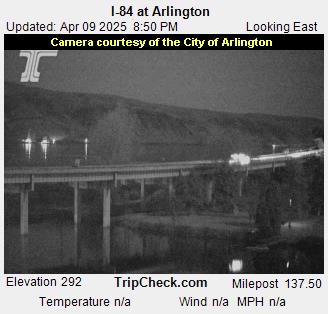 I-84 at Arlington
Updated: Apr 09 2025 8:50 PM Looking East
Camera courtesy of the City of Arlington
Elevation 292 TripCheck.com Milepost 137.50
Temperature n/a Wind n/a MPH n/a